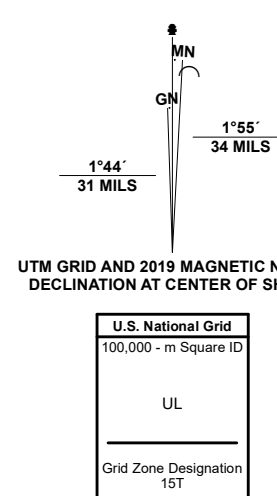 MN
GN
1°55´
34 MILS
1°44´
31 MILS
UTM GRID AND 2019 MAGNETIC N
DECLINATION AT CENTER OF SH
U.S. National Grid
100,000 - m Square ID
UL
Grid Zone Designation
15T